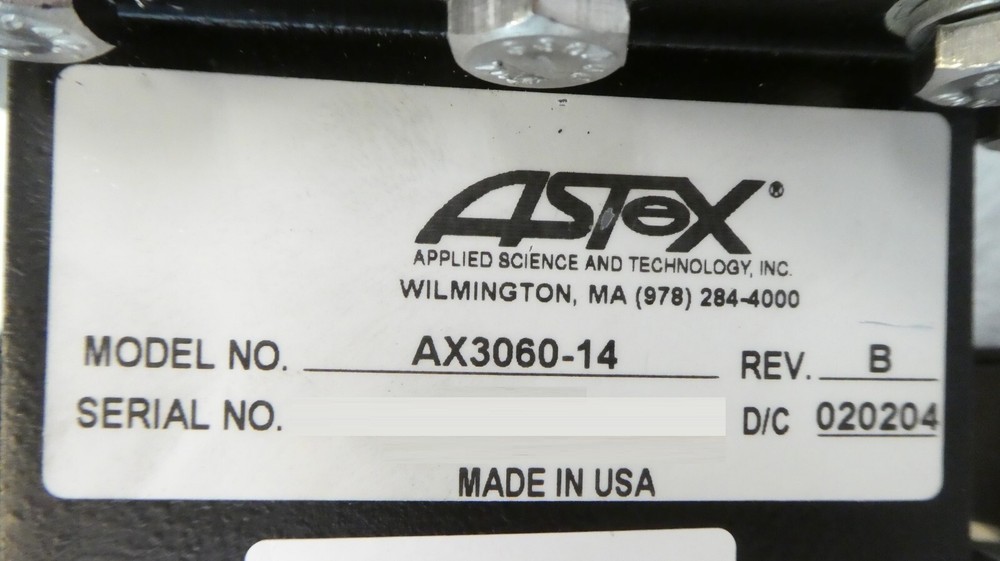 ASTeX®
APPLIED SCIENCE AND TECHNOLOGY, INC.
WILMINGTON, MA (978) 284-4000
MODEL NO. AX3060-14 REV. B
SERIAL NO. D/C 020204
MADE IN USA